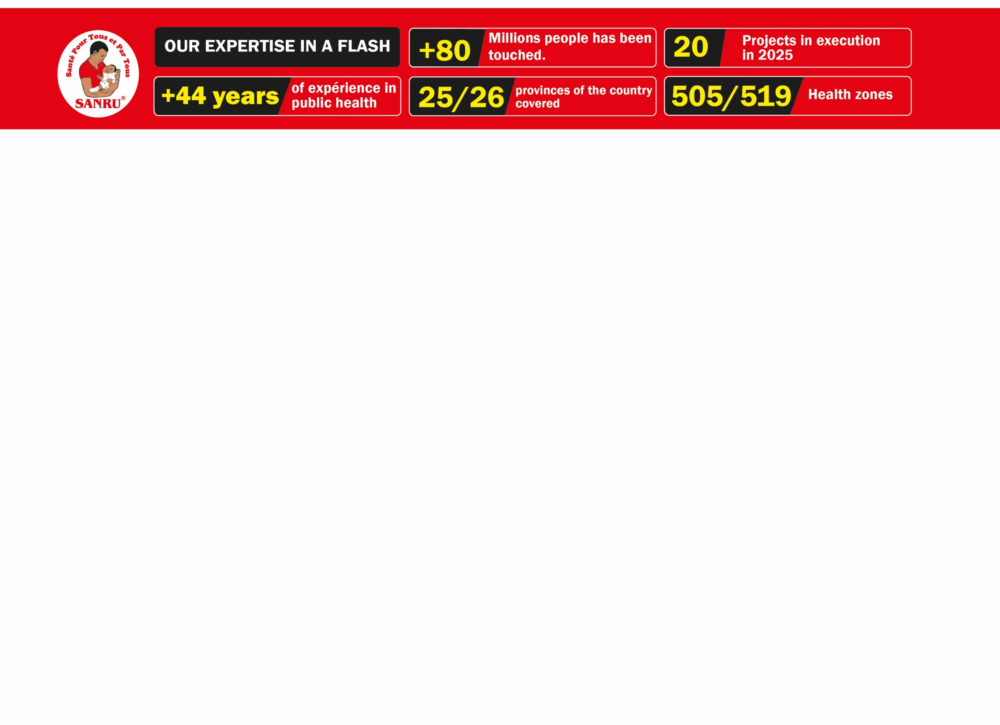 Santé Pour Tous et Par Tous
SANRU®
OUR EXPERTISE IN A FLASH
+80
Millions people has been
touched.
20
Projects in execution
in 2025
+44 years
of expérience in
public health
25/26
provinces of the country
covered
505/519
Health zones